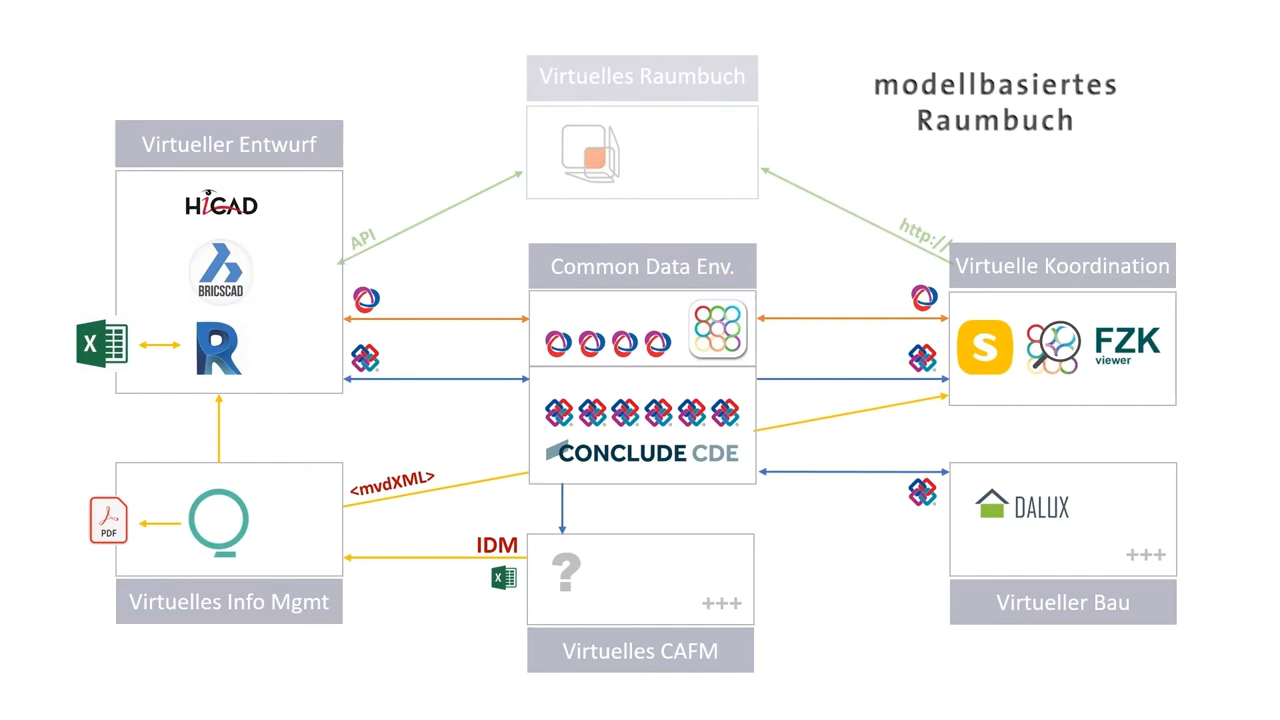 Virtuelles Raumbuch
modellbasiertes
Raumbuch
Virtueller Entwurf
HiCAD
BRICSCAD
X
R
API
http://
Common Data Env.
CONCLUDE CDE
Virtuelle Koordination
S
FZK
viewer
<mvdXML>
PDF
Virtuelles Info Mgmt
IDM
X
?
+++
Virtuelles CAFM
DALUX
+++
Virtueller Bau